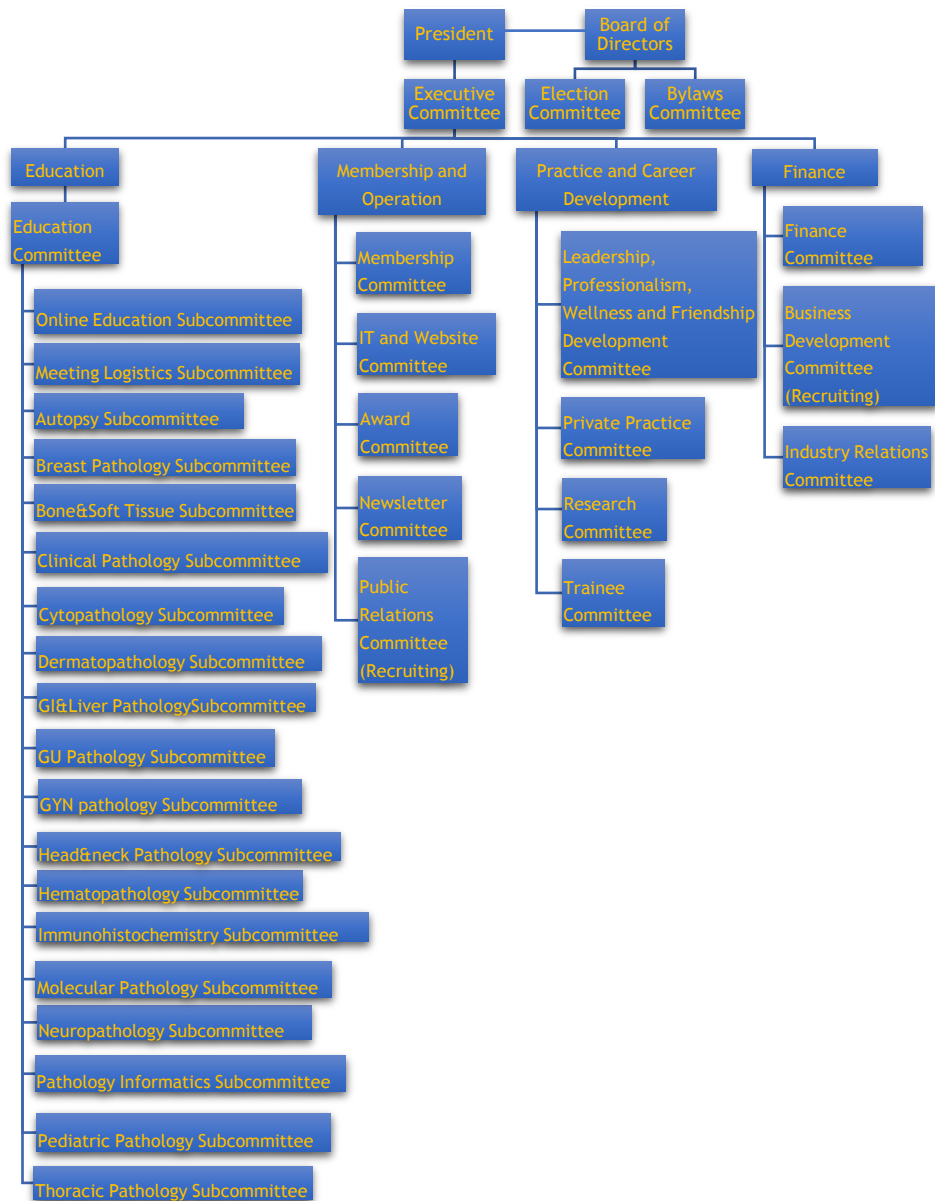 President
Board of
Directors
Executive
Committee
Election
Committee
Bylaws
Committee
Education
Education
Committee
Online Education Subcommittee
Meeting Logistics Subcommittee
Autopsy Subcommittee
Breast Pathology Subcommittee
Bone&Soft Tissue Subcommittee
Clinical Pathology Subcommittee
Cytopathology Subcommittee
Dermatopathology Subcommittee
GI&Liver PathologySubcommittee
GU Pathology Subcommittee
GYN pathology Subcommittee
Head&neck Pathology Subcommittee
Hematopathology Subcommittee
Immunohistochemistry Subcommittee
Molecular Pathology Subcommittee
Neuropathology Subcommittee
Pathology Informatics Subcommittee
Pediatric Pathology Subcommittee
Thoracic Pathology Subcommittee
Membership and
Operation
Membership
Committee
IT and Website
Committee
Award
Committee
Newsletter
Committee
Public
Relations
Committee
(Recruiting)
Practice and Career
Development
Leadership,
Professionalism,
Wellness and Friendship
Development
Committee
Private Practice
Committee
Research
Committee
Trainee
Committee
Finance
Finance
Committee
Business
Development
Committee
(Recruiting)
Industry Relations
Committee